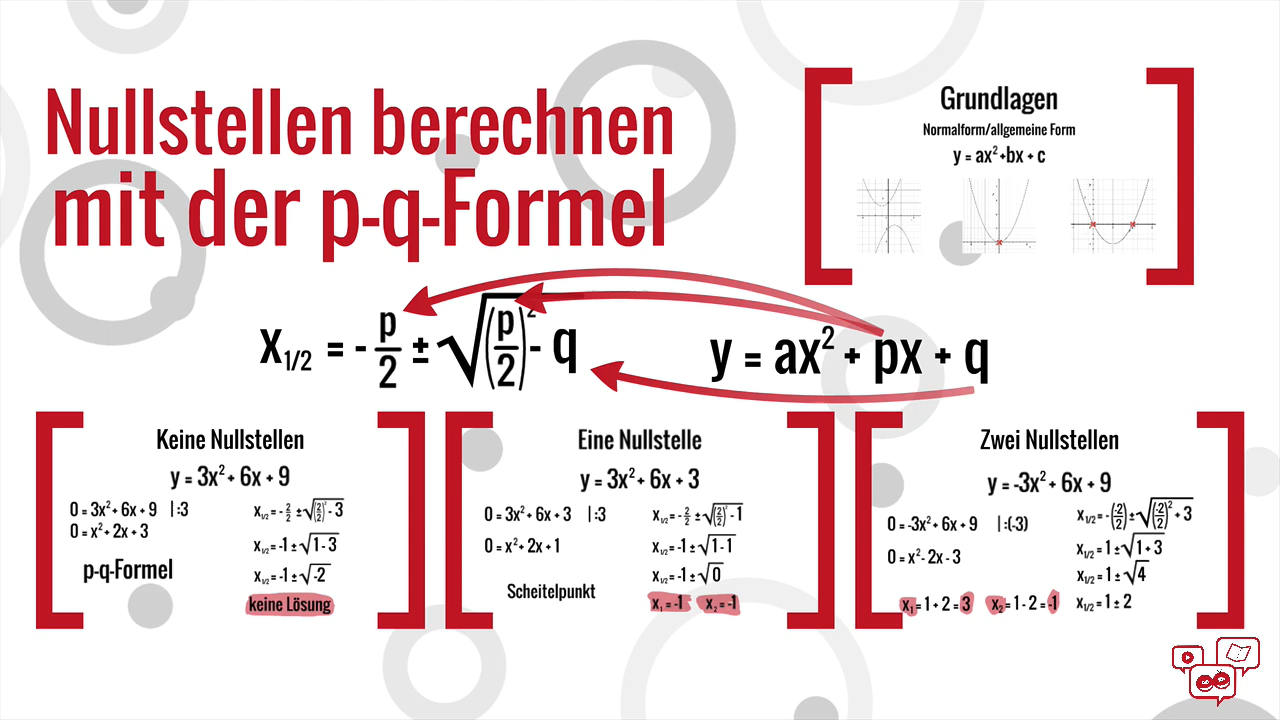 Nullstellen berechnen
mit der p-q-Formel
Grundlagen
Normalform/allgemeine Form
y = ax² + bx + c
x₁/₂ = - p/2 ± √((p/2)² - q
y = ax² + px + q
Keine Nullstellen
y = 3x² + 6x + 9
0 = 3x² + 6x + 9 |:3
0 = x² + 2x + 3
p-q-Formel
x₁/₂ = - 2/2 ± √((2/2)² - 3
x₁/₂ = -1 ± √1 - 3
x₁/₂ = -1 ± √-2
keine Lösung
Eine Nullstelle
y = 3x² + 6x + 3
0 = 3x² + 6x + 3 |:3
0 = x² + 2x + 1
Scheitelpunkt
x₁/₂ = - 2/2 ± √(2/2)² - 1
x₁/₂ = -1 ± √1 - 1
x₁/₂ = -1 ± √0
x₁ = -1 x₂ = -1
Zwei Nullstellen
y = -3x² + 6x + 9
0 = -3x² + 6x + 9 |:(-3)
0 = x² - 2x - 3
x₁/₂ = -(-2/2) ± √(-2/2)² + 3
x₁/₂ = 1 ± √1 + 3
x₁/₂ = 1 ± √4
x₁/₂ = 1 ± 2
x₁ = 1 + 2 = 3 x₂ = 1 - 2 = -1